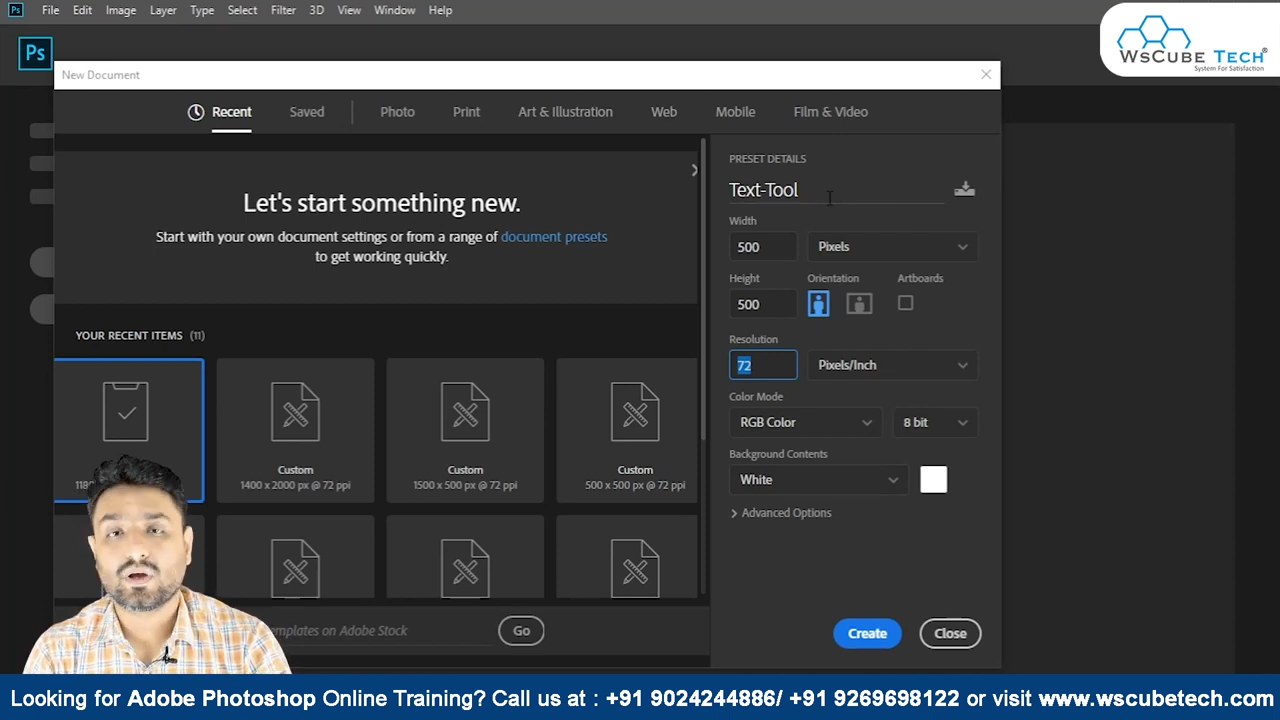 Ps File Edit Image Layer Type Select Filter 3D View Window Help
WsCube Tech®
System For Satisfaction
Ps
New Document
Recent Saved Photo Print Art & Illustration Web Mobile Film & Video
Let's start something new.
Start with your own document settings or from a range of document presets
to get working quickly.
YOUR RECENT ITEMS (11)
Custom
1400 x 2000 px @ 72 ppi
Custom
1500 x 500 px @ 72 ppi
Custom
500 x 500 px @ 72 ppi
templates on Adobe Stock
Go
PRESET DETAILS
Text-Tool
Width
500 Pixels
Height Orientation Artboards
500
Resolution
72 Pixels/Inch
Color Mode
RGB Color 8 bit
Background Contents
White
Advanced Options
Create Close
Looking for Adobe Photoshop Online Training? Call us at : +91 9024244886/ +91 9269698122 or visit www.wscubetech.com